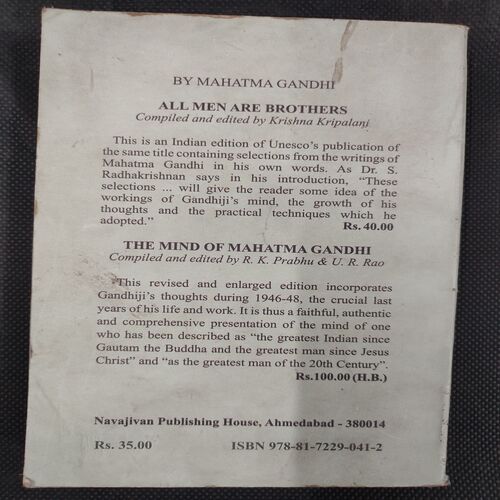 BY MAHATMA GANDHI
ALL MEN ARE BROTHERS
Compiled and edited by Krishna Kripalani
This is an Indian edition of Unesco's publication of
the same title containing selections from the writings of
Mahatma Gandhi in his own words. As Dr. S.
Radhakrishnan says in his introduction, "These
selections ... will give the reader some idea of the
workings of Gandhiji's mind, the growth of his
thoughts and the practical techniques which he
adopted." Rs. 40.00
THE MIND OF MAHATMA GANDHI
Compiled and edited by R. K. Prabhu & U. R. Rao
"This revised and enlarged edition incorporates
Gandhiji's thoughts during 1946-48, the crucial last
years of his life and work. It is thus a faithful, authentic
and comprehensive presentation of the mind of one
who has been described as "the greatest Indian since
Gautam the Buddha and the greatest man since Jesus
Christ" and "as the greatest man of the 20th Century".
Rs.100.00 (H.B.)
Navajivan Publishing House, Ahmedabad - 380014
Rs. 35.00 ISBN 978-81-7229-041-2